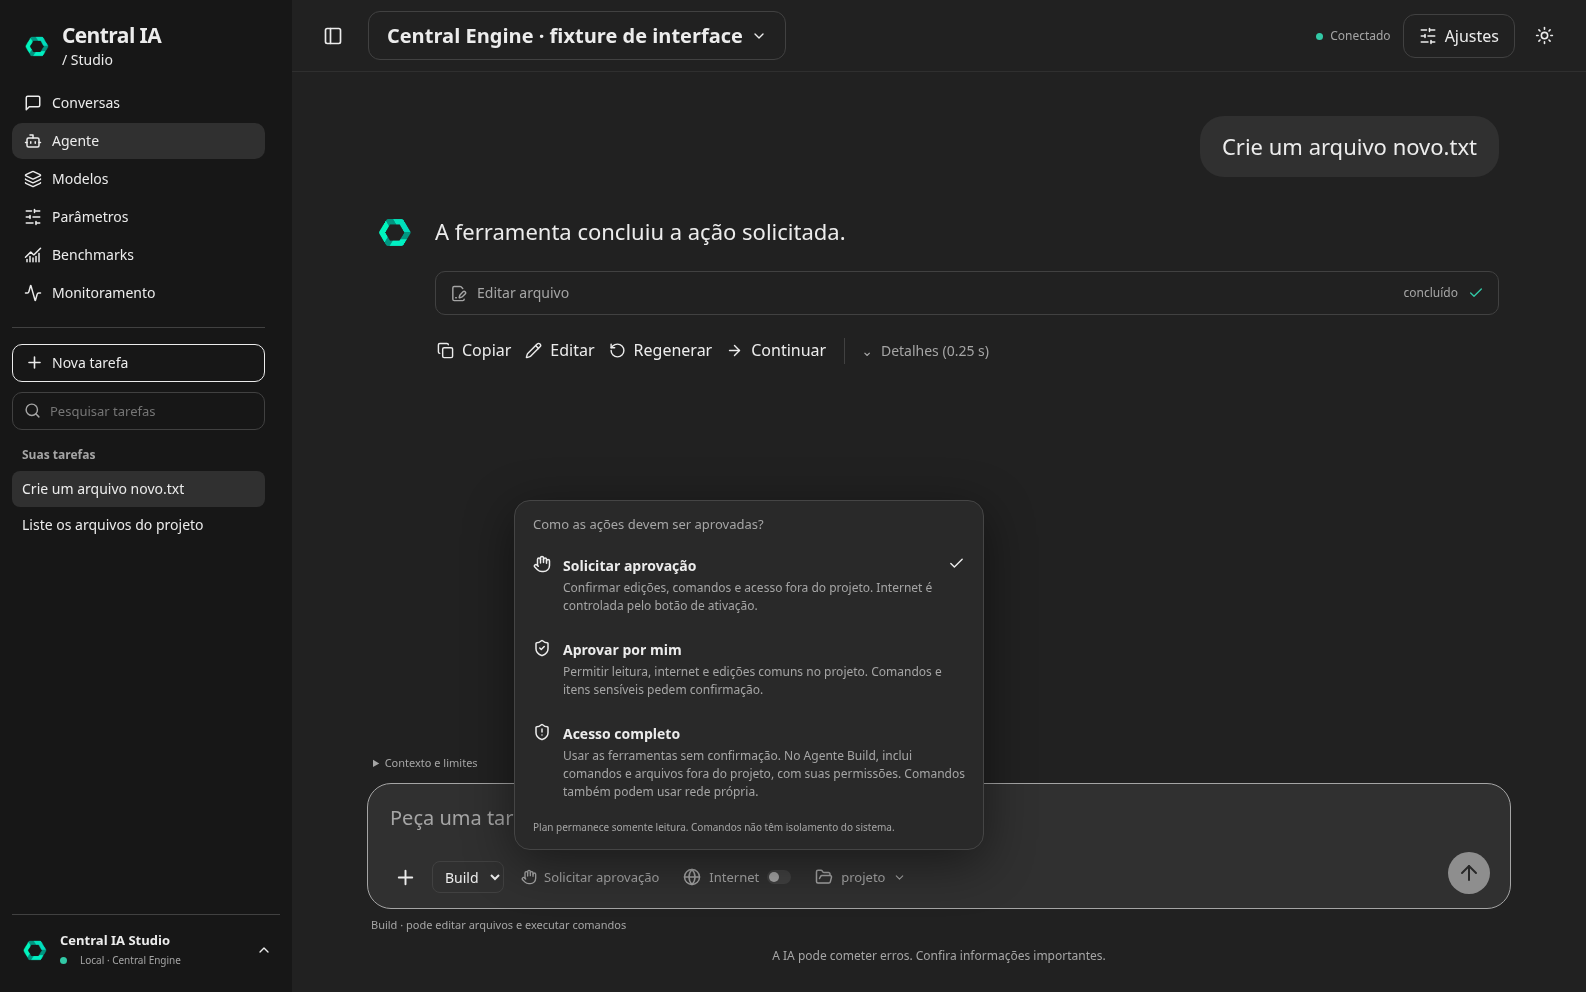 Central IA
/ Studio
Conversas
Agente
Modelos
Parâmetros
Benchmarks
Monitoramento
Nova tarefa
Pesquisar tarefas
Suas tarefas
Crie um arquivo novo.txt
Liste os arquivos do projeto
Central IA Studio
Local · Central Engine
Central Engine · fixture de interface
Conectado
Ajustes
Crie um arquivo novo.txt
A ferramenta concluiu a ação solicitada.
Editar arquivo
concluído
Copiar
Editar
Regenerar
Continuar
Detalhes (0.25 s)
Como as ações devem ser aprovadas?
Solicitar aprovação
Confirmar edições, comandos e acesso fora do projeto. Internet é
controlada pelo botão de ativação.
Aprovar por mim
Permitir leitura, internet e edições comuns no projeto. Comandos e
itens sensíveis pedem confirmação.
Acesso completo
Usar as ferramentas sem confirmação. No Agente Build, inclui
comandos e arquivos fora do projeto, com suas permissões. Comandos
também podem usar rede própria.
Plan permanece somente leitura. Comandos não têm isolamento do sistema.
Contexto e limites
Peça uma tar
Build
Solicitar aprovação
Internet
projeto
Build · pode editar arquivos e executar comandos
A IA pode cometer erros. Confira informações importantes.